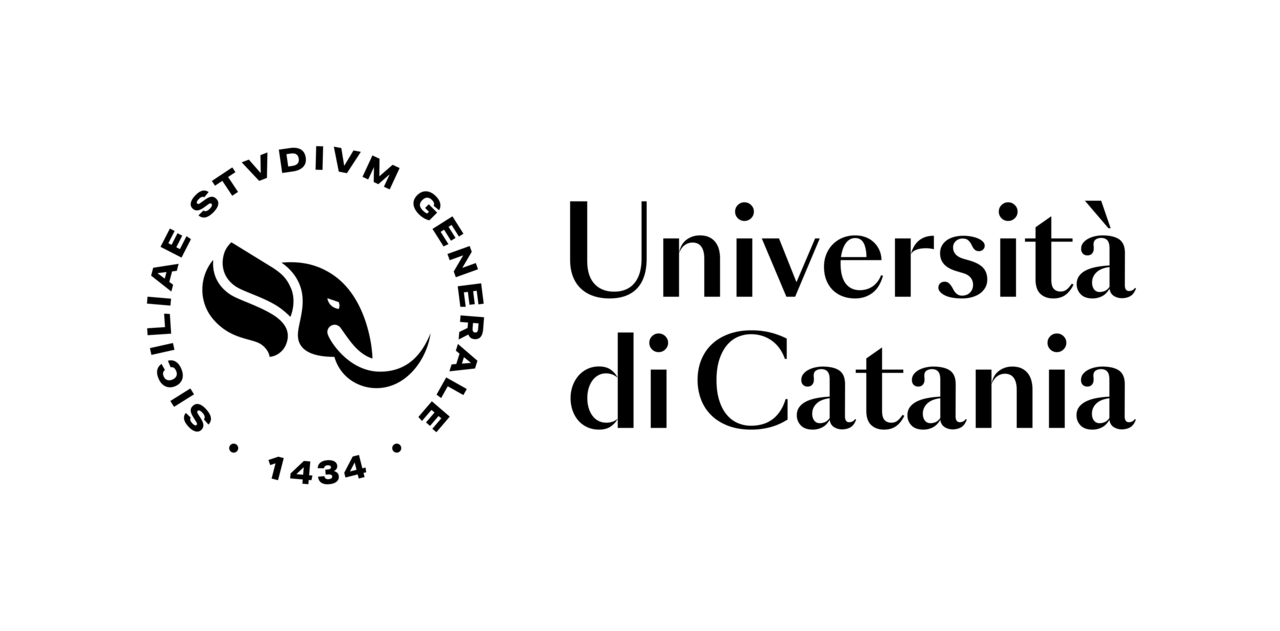 SICILIAE STVDIVM GENERALE
· 1434 ·
Università
di Catania